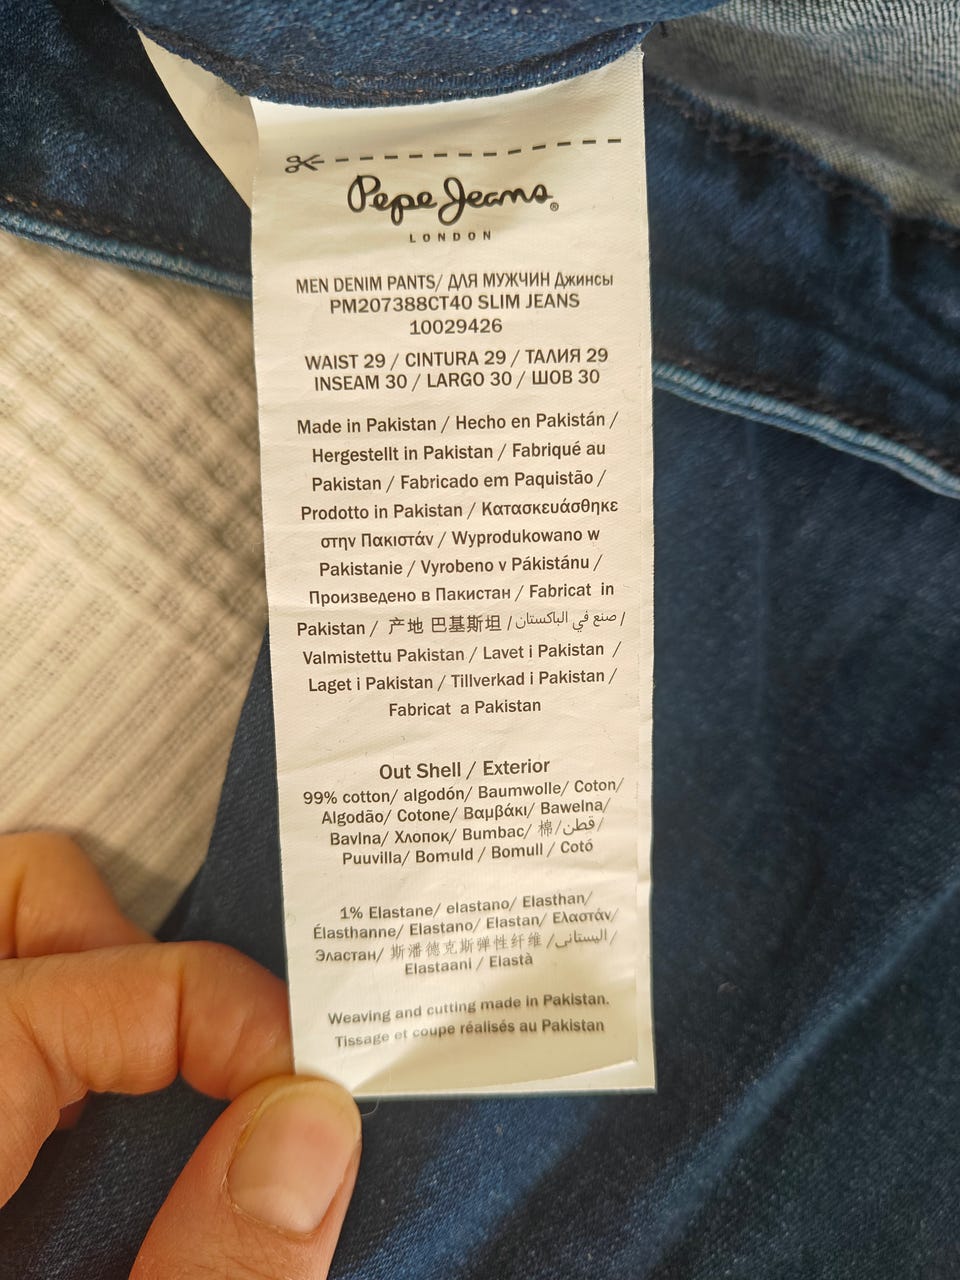 Pepe Jeans®
LONDON
MEN DENIM PANTS/ ДЛЯ МУЖЧИН Джинсы
PM207388CT40 SLIM JEANS
10029426
WAIST 29 / CINTURA 29 / ТАЛИЯ 29
INSEAM 30 / LARGO 30 / ШОВ 30
Made in Pakistan / Hecho en Pakistán /
Hergestellt in Pakistan / Fabriqué au
Pakistan / Fabricado em Paquistão /
Prodotto in Pakistan / Κατασκευάσθηκε
στην Πακιστάν / Wyprodukowano w
Pakistanie / Vyrobeno v Pákistánu /
Произведено в Пакистан / Fabricat in
Pakistan / 产地 巴基斯坦 / صنع في الباكستان /
Valmistettu Pakistan / Lavet i Pakistan /
Laget i Pakistan / Tillverkad i Pakistan /
Fabricat a Pakistan
Out Shell / Exterior
99% cotton/ algodón/ Baumwolle/ Coton/
Algodão/ Cotone/ Βαμβάκι/ Bawełna/
Bavlna/ Хлопок/ Bumbac/ 棉/ قطن/
Puuvilla/ Bomuld / Bomull / Cotó
1% Elastane/ elastano/ Elasthan/
Élasthanne/ Elastano/ Elastan/ Ελαστάν/
Эластан/ 斯潘德克斯弹性纤维 / اليستانى /
Elastaani / Elastà
Weaving and cutting made in Pakistan.
Tissage et coupe réalisés au Pakistan